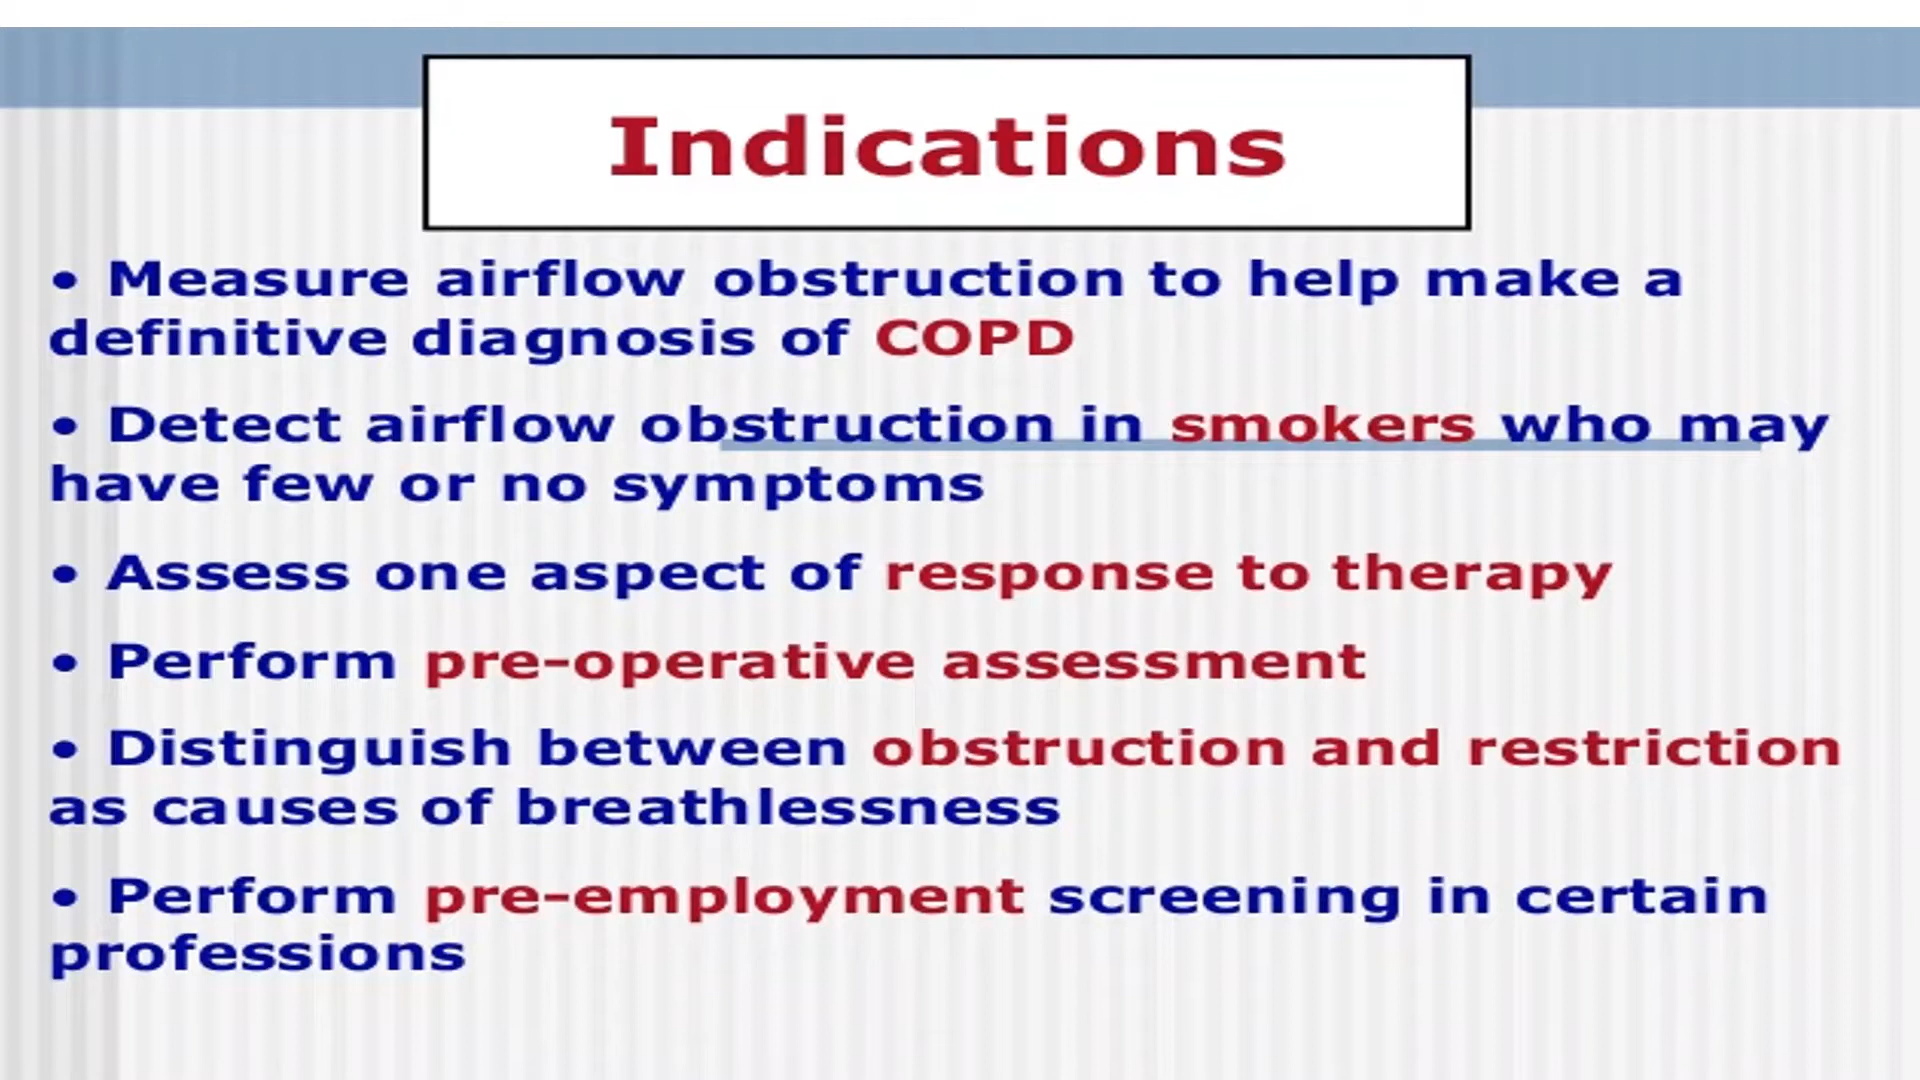 Indications
• Measure airflow obstruction to help make a
definitive diagnosis of COPD
• Detect airflow obstruction in smokers who may
have few or no symptoms
• Assess one aspect of response to therapy
• Perform pre-operative assessment
• Distinguish between obstruction and restriction
as causes of breathlessness
• Perform pre-employment screening in certain
professions